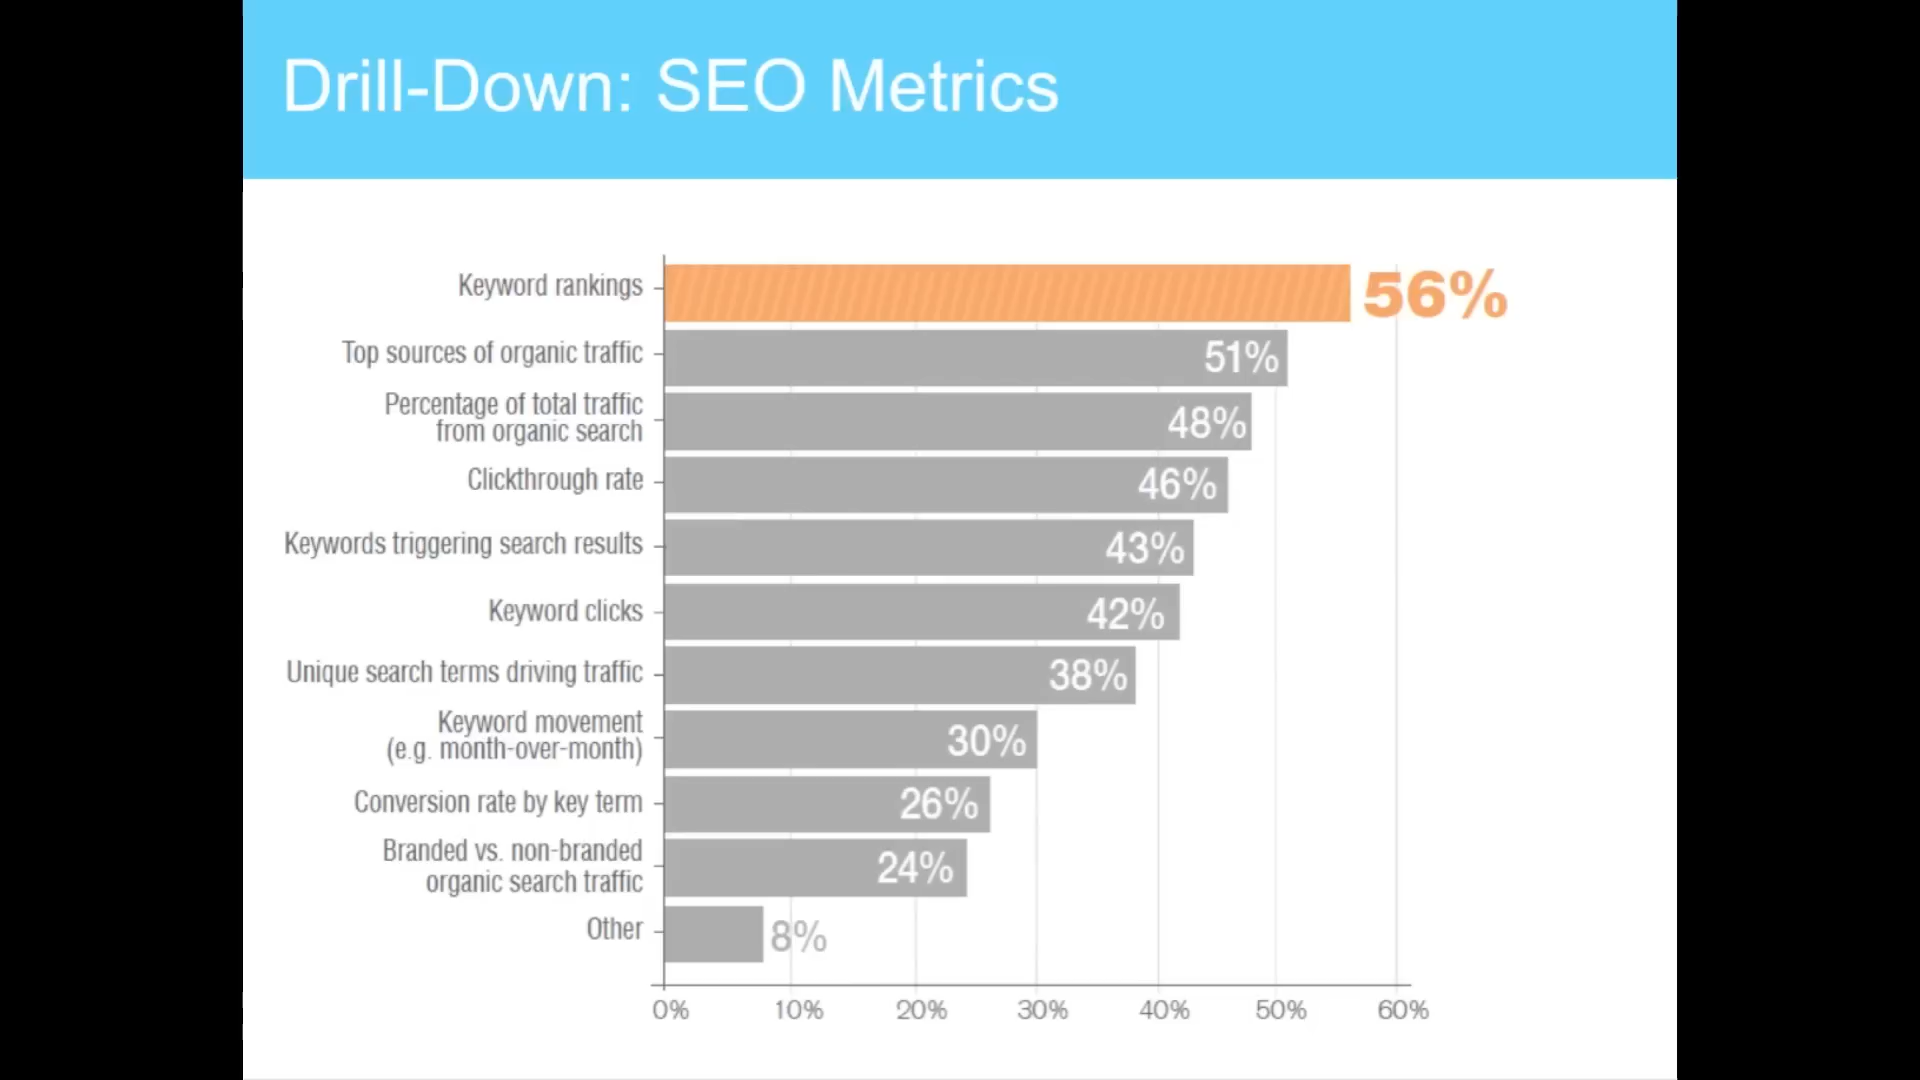 Drill-Down: SEO Metrics
Keyword rankings
56%
Top sources of organic traffic
51%
Percentage of total traffic
from organic search
48%
Clickthrough rate
46%
Keywords triggering search results
43%
Keyword clicks
42%
Unique search terms driving traffic
38%
Keyword movement
(e.g. month-over-month)
30%
Conversion rate by key term
26%
Branded vs. non-branded
organic search traffic
24%
Other
8%
0% 10% 20% 30% 40% 50% 60%